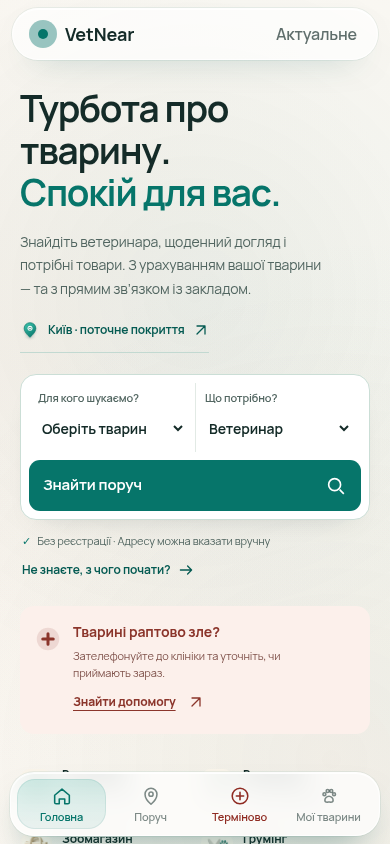 VetNear
Актуальне
Турбота про
тварину.
Спокій для вас.
Знайдіть ветеринара, щоденний догляд і
потрібні товари. З урахуванням вашої тварини
— та з прямим зв'язком із закладом.
Київ · поточне покриття
Для кого шукаємо?
Що потрібно?
Оберіть тварин
Ветеринар
Знайти поруч
✓ Без реєстрації · Адресу можна вказати вручну
Не знаєте, з чого почати? →
Тварині раптово зле?
Зателефонуйте до клініки та уточніть, чи
приймають зараз.
Знайти допомогу
Головна
Поруч
Терміново
Мої тварини
Зоомагазин
Грумінг